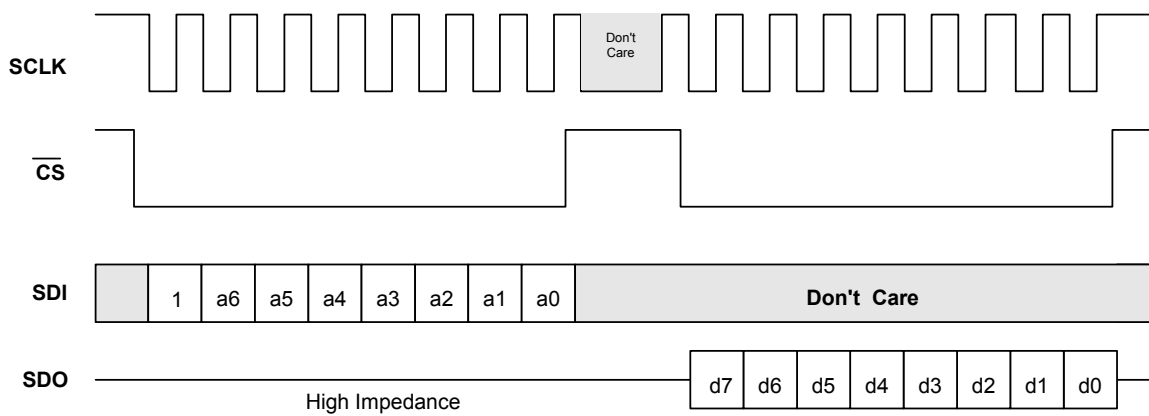 Don't
Care
SCLK
CS
SDI
1 a6 a5 a4 a3 a2 a1 a0 Don't Care
SDO
High Impedance
d7 d6 d5 d4 d3 d2 d1 d0